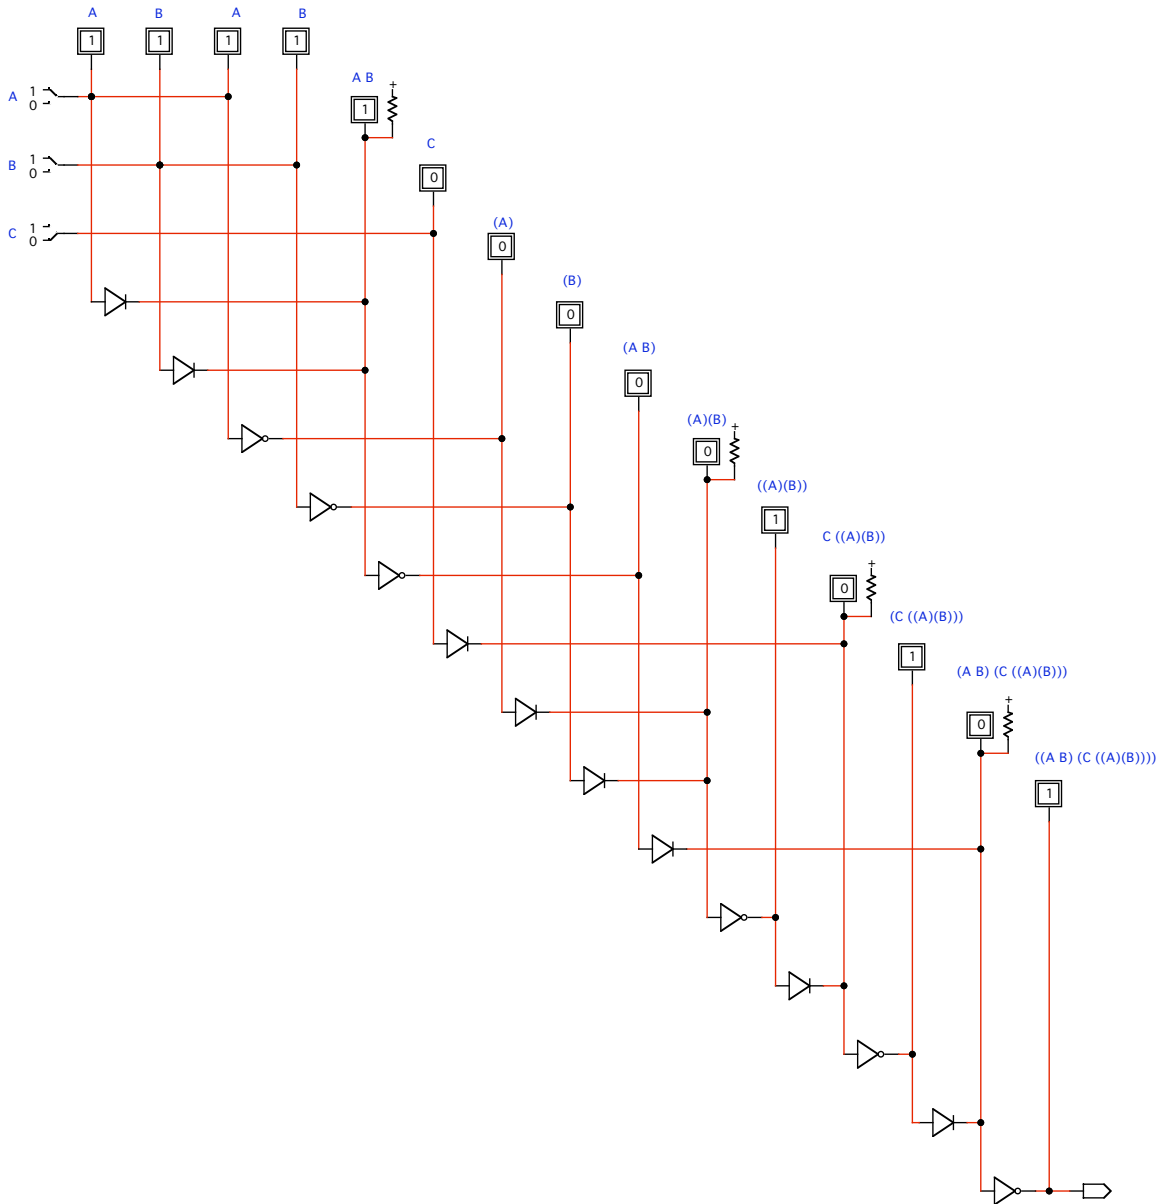 A B A B
1 1 1 1
A B
+
A 1
0
1
C
B 1
0
0
(A)
C 1
0
0
(B)
0
(A B)
0
(A)(B)
+
0
((A)(B))
1
C ((A)(B))
+
0
(C ((A)(B)))
1
(A B) (C ((A)(B)))
+
0
((A B) (C ((A)(B))))
1